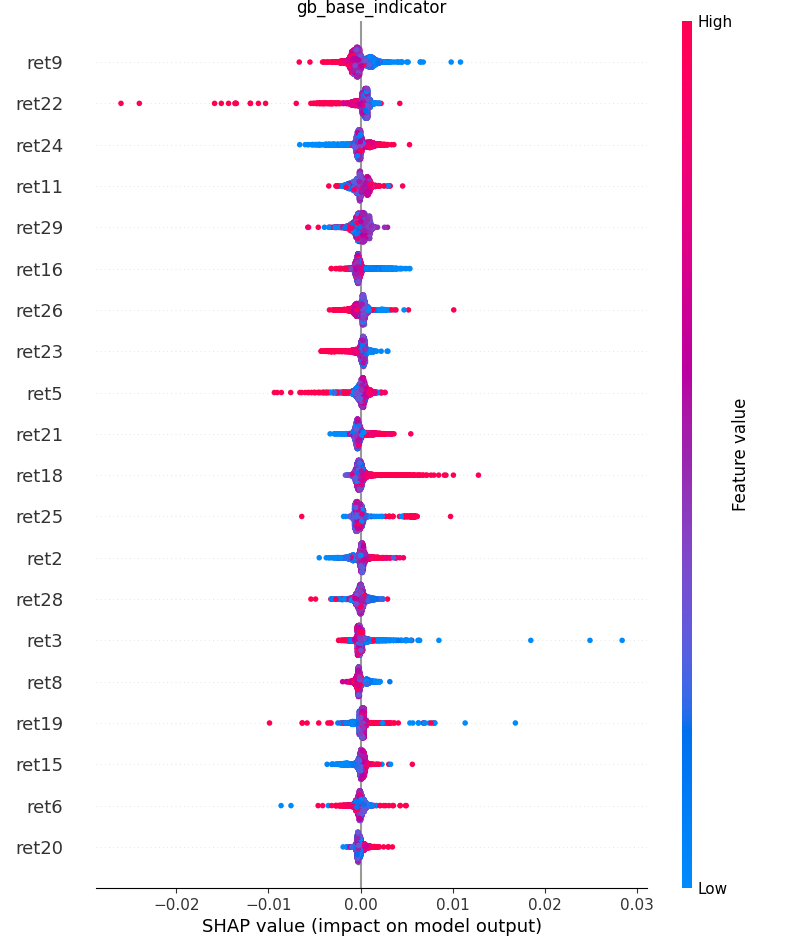 gb_base_indicator
High
ret9
ret22
ret24
ret11
ret29
ret16
ret26
ret23
ret5
ret21
ret18
ret25
ret2
ret28
ret3
ret8
ret19
ret15
ret6
ret20
Feature value
Low
−0.02 −0.01 0.00 0.01 0.02 0.03
SHAP value (impact on model output)